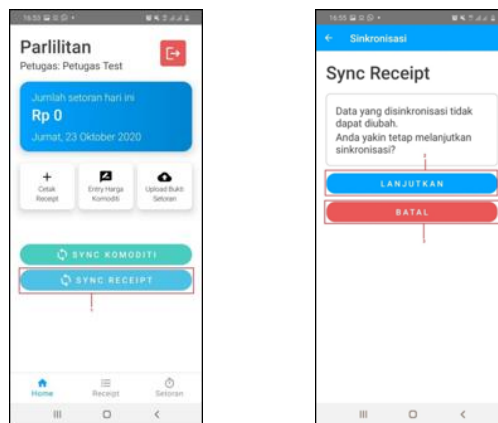 16:53
Parlilitan
Petugas: Petugas Test
Jumlah setoran hari ini
Rp 0
Jumat, 23 Oktober 2020
Cetak
Receipt
Entry Harga
Komoditi
Upload Bukti
Setoran
SYNC KOMODITI
SYNC RECEIPT
Home
Receipt
Setoran
16:55
Sinkronisasi
Sync Receipt
Data yang disinkronisasi tidak
dapat diubah.
Anda yakin tetap melanjutkan
sinkronisasi?
LANJUTKAN
BATAL